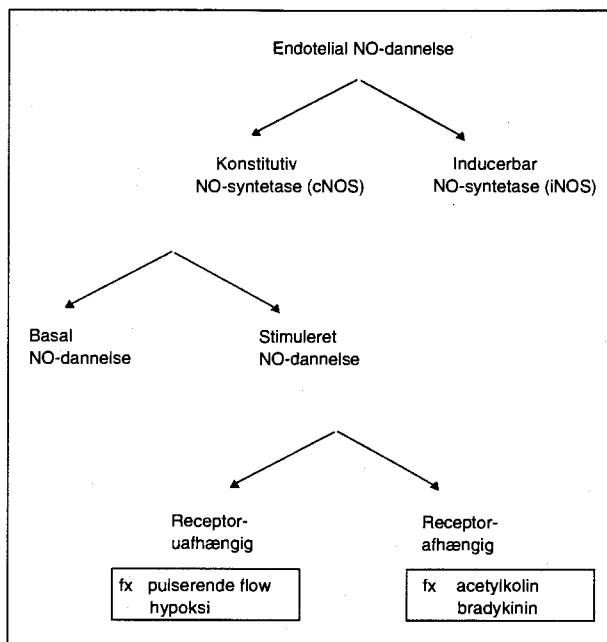 Endotelial NO-dannelse
Konstitutiv
NO-syntetase (cNOS)
Inducerbar
NO-syntetase (iNOS)
Basal
NO-dannelse
Stimuleret
NO-dannelse
Receptor-
uafhængig
Receptor-
afhængig
fx pulserende flow
hypoksi
fx acetylkolin
bradykinin